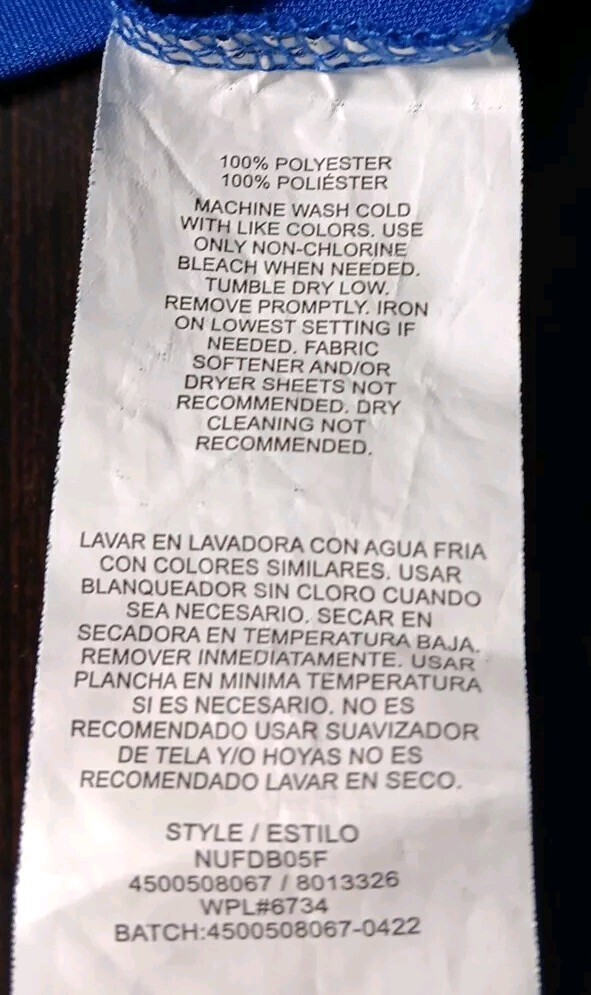 100% POLYESTER
100% POLIÉSTER
MACHINE WASH COLD
WITH LIKE COLORS. USE
ONLY NON-CHLORINE
BLEACH WHEN NEEDED.
TUMBLE DRY LOW.
REMOVE PROMPTLY. IRON
ON LOWEST SETTING IF
NEEDED. FABRIC
SOFTENER AND/OR
DRYER SHEETS NOT
RECOMMENDED. DRY
CLEANING NOT
RECOMMENDED.
LAVAR EN LAVADORA CON AGUA FRIA
CON COLORES SIMILARES. USAR
BLANQUEADOR SIN CLORO CUANDO
SEA NECESARIO. SECAR EN
SECADORA EN TEMPERATURA BAJA.
REMOVER INMEDIATAMENTE. USAR
PLANCHA EN MINIMA TEMPERATURA
SI ES NECESARIO. NO ES
RECOMENDADO USAR SUAVIZADOR
DE TELA Y/O HOYAS NO ES
RECOMENDADO LAVAR EN SECO.
STYLE / ESTILO
NUFDB05F
4500508067 / 8013326
WPL#6734
BATCH:4500508067-0422